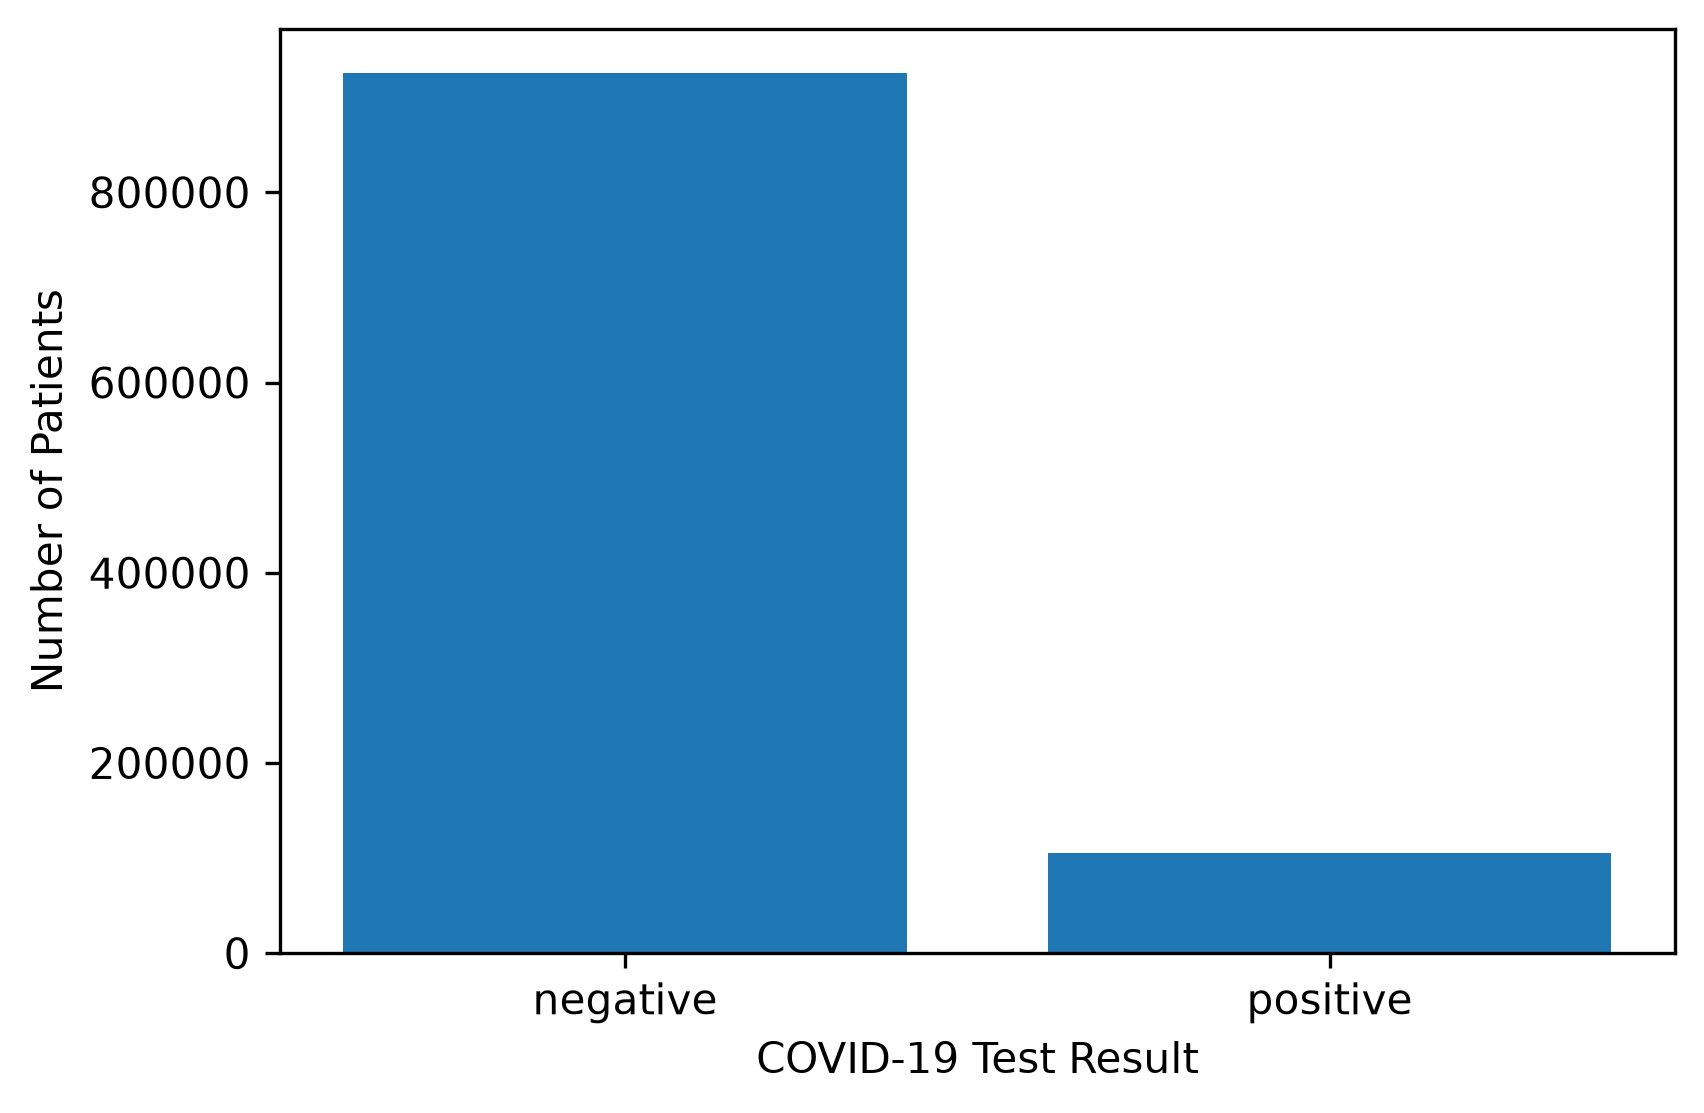 800000
600000
400000
200000
0
Number of Patients
negative
positive
COVID-19 Test Result